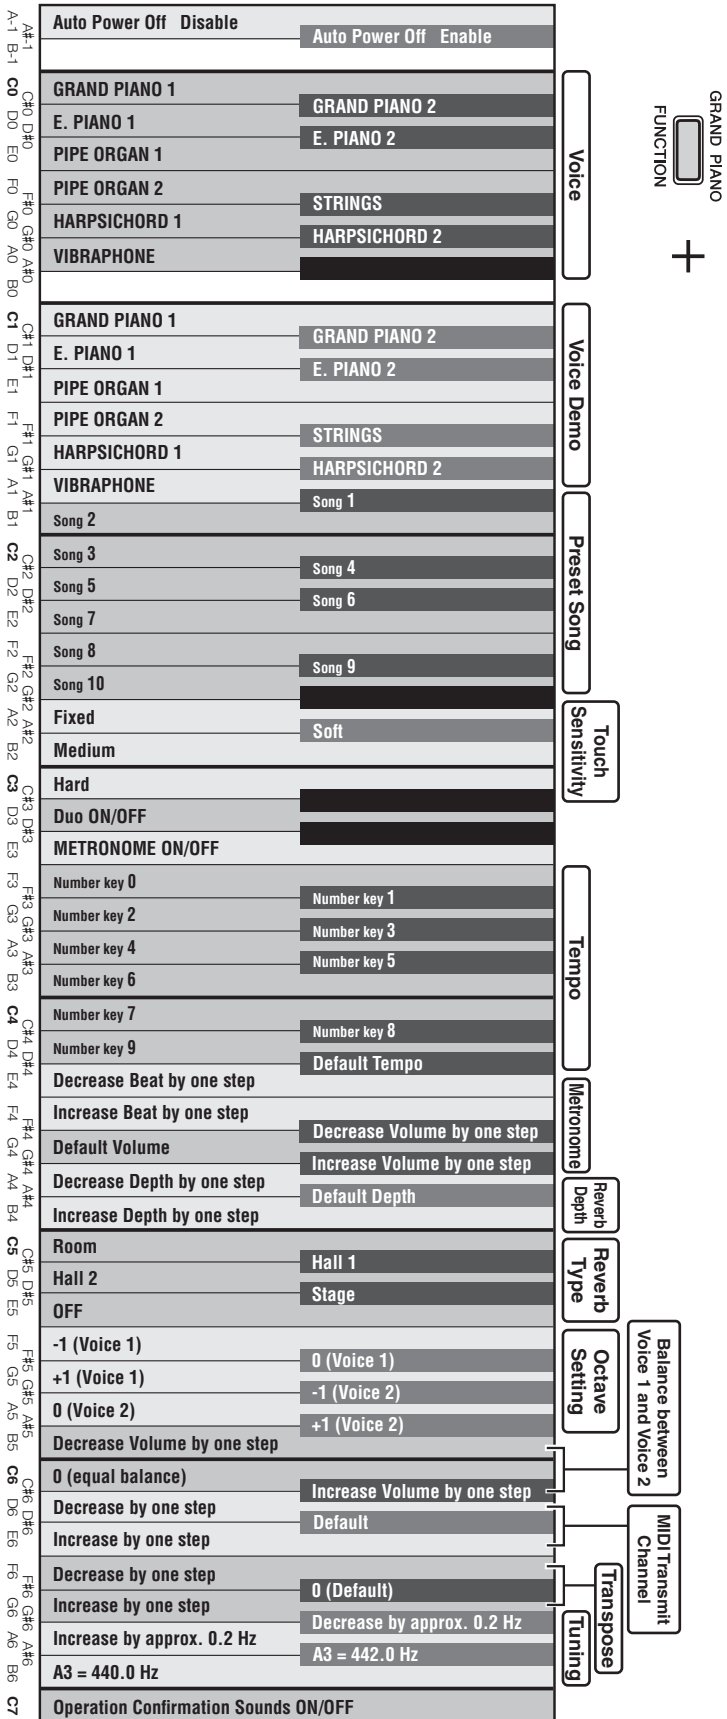 GRAND PIANO
FUNCTION
+
A-1 A#-1 B-1
Auto Power Off Disable
Auto Power Off Enable
C0 C#0 D0 D#0 E0 F0 F#0 G0 G#0 A0 A#0 B0
Voice
GRAND PIANO 1
GRAND PIANO 2
E. PIANO 1
E. PIANO 2
PIPE ORGAN 1
PIPE ORGAN 2
STRINGS
HARPSICHORD 1
HARPSICHORD 2
VIBRAPHONE
C1 C#1 D1 D#1 E1 F1 F#1 G1 G#1 A1 A#1 B1
Voice Demo
GRAND PIANO 1
GRAND PIANO 2
E. PIANO 1
E. PIANO 2
PIPE ORGAN 1
PIPE ORGAN 2
STRINGS
HARPSICHORD 1
HARPSICHORD 2
VIBRAPHONE
Preset Song
Song 1
Song 2
C2 C#2 D2 D#2 E2 F2 F#2 G2 G#2 A2 A#2 B2
Song 3
Song 4
Song 5
Song 6
Song 7
Song 8
Song 9
Song 10
Touch
Sensitivity
Fixed
Soft
Medium
C3 C#3 D3 D#3 E3 F3 F#3 G3 G#3 A3 A#3 B3
Hard
Duo ON/OFF
METRONOME ON/OFF
Tempo
Number key 0
Number key 1
Number key 2
Number key 3
Number key 4
Number key 5
Number key 6
C4 C#4 D4 D#4 E4 F4 F#4 G4 G#4 A4 A#4 B4
Number key 7
Number key 8
Number key 9
Default Tempo
Metronome
Decrease Beat by one step
Increase Beat by one step
Decrease Volume by one step
Default Volume
Increase Volume by one step
Reverb
Depth
Decrease Depth by one step
Default Depth
Increase Depth by one step
C5 C#5 D5 D#5 E5 F5 F#5 G5 G#5 A5 A#5 B5
Reverb
Type
Room
Hall 1
Hall 2
Stage
OFF
Octave
Setting
-1 (Voice 1)
0 (Voice 1)
+1 (Voice 1)
-1 (Voice 2)
0 (Voice 2)
+1 (Voice 2)
Balance between
Voice 1 and Voice 2
Decrease Volume by one step
C6 C#6 D6 D#6 E6 F6 F#6 G6 G#6 A6 A#6 B6
0 (equal balance)
Increase Volume by one step
MIDI Transmit
Channel
Decrease by one step
Default
Increase by one step
Transpose
Decrease by one step
0 (Default)
Increase by one step
Tuning
Decrease by approx. 0.2 Hz
Increase by approx. 0.2 Hz
A3 = 442.0 Hz
A3 = 440.0 Hz
C7
Operation Confirmation Sounds ON/OFF